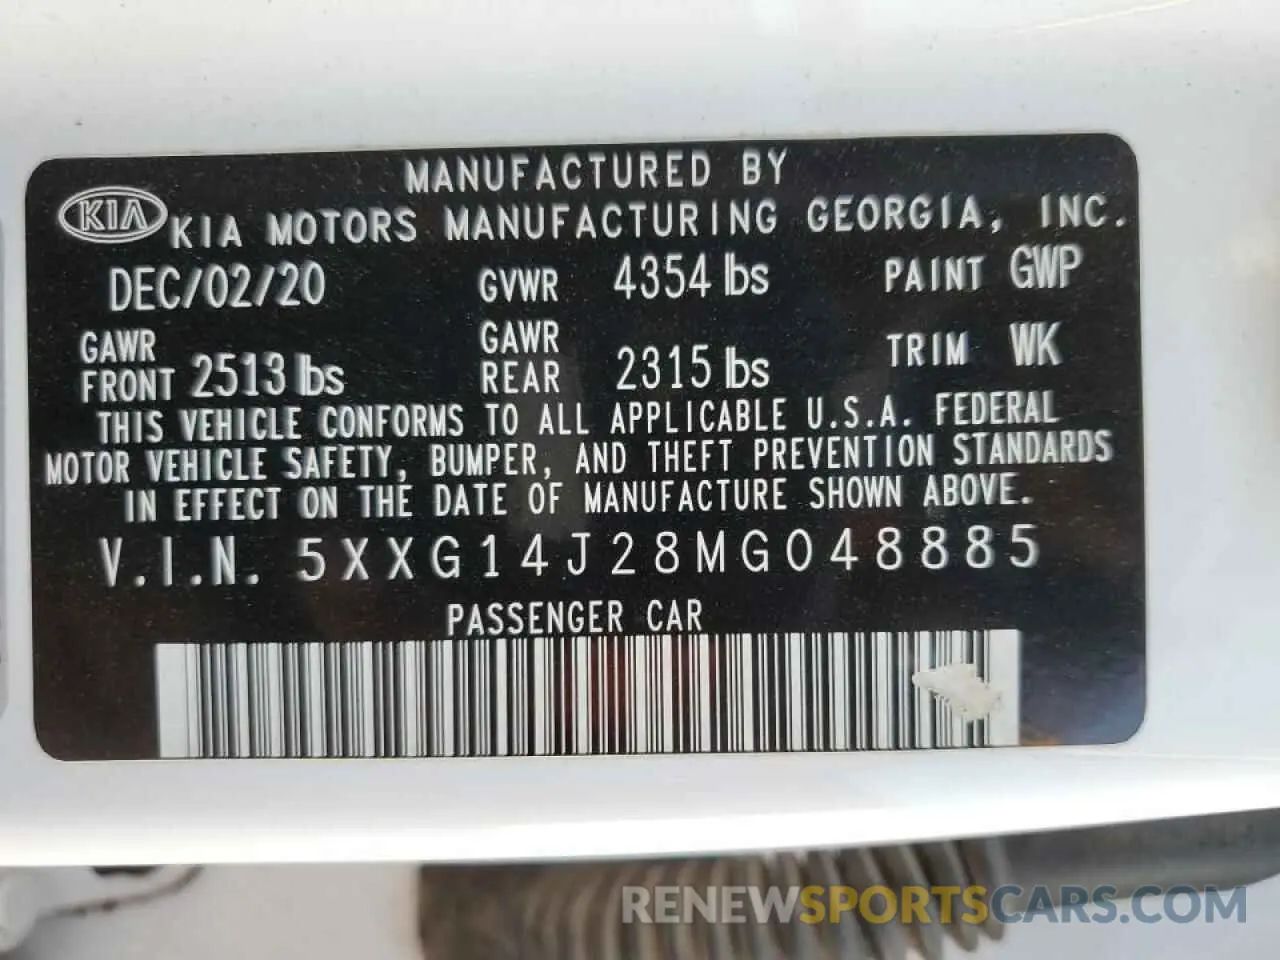 MANUFACTURED BY
KIA KIA MOTORS MANUFACTURING GEORGIA, INC.
DEC/02/20 GVWR 4354 lbs PAINT GWP
GAWR FRONT 2513 lbs GAWR REAR 2315 lbs TRIM WK
THIS VEHICLE CONFORMS TO ALL APPLICABLE U.S.A. FEDERAL
MOTOR VEHICLE SAFETY, BUMPER, AND THEFT PREVENTION STANDARDS
IN EFFECT ON THE DATE OF MANUFACTURE SHOWN ABOVE.
V.I.N. 5XXG14J28MG048885
PASSENGER CAR
RENEWSPORTSCARS.COM